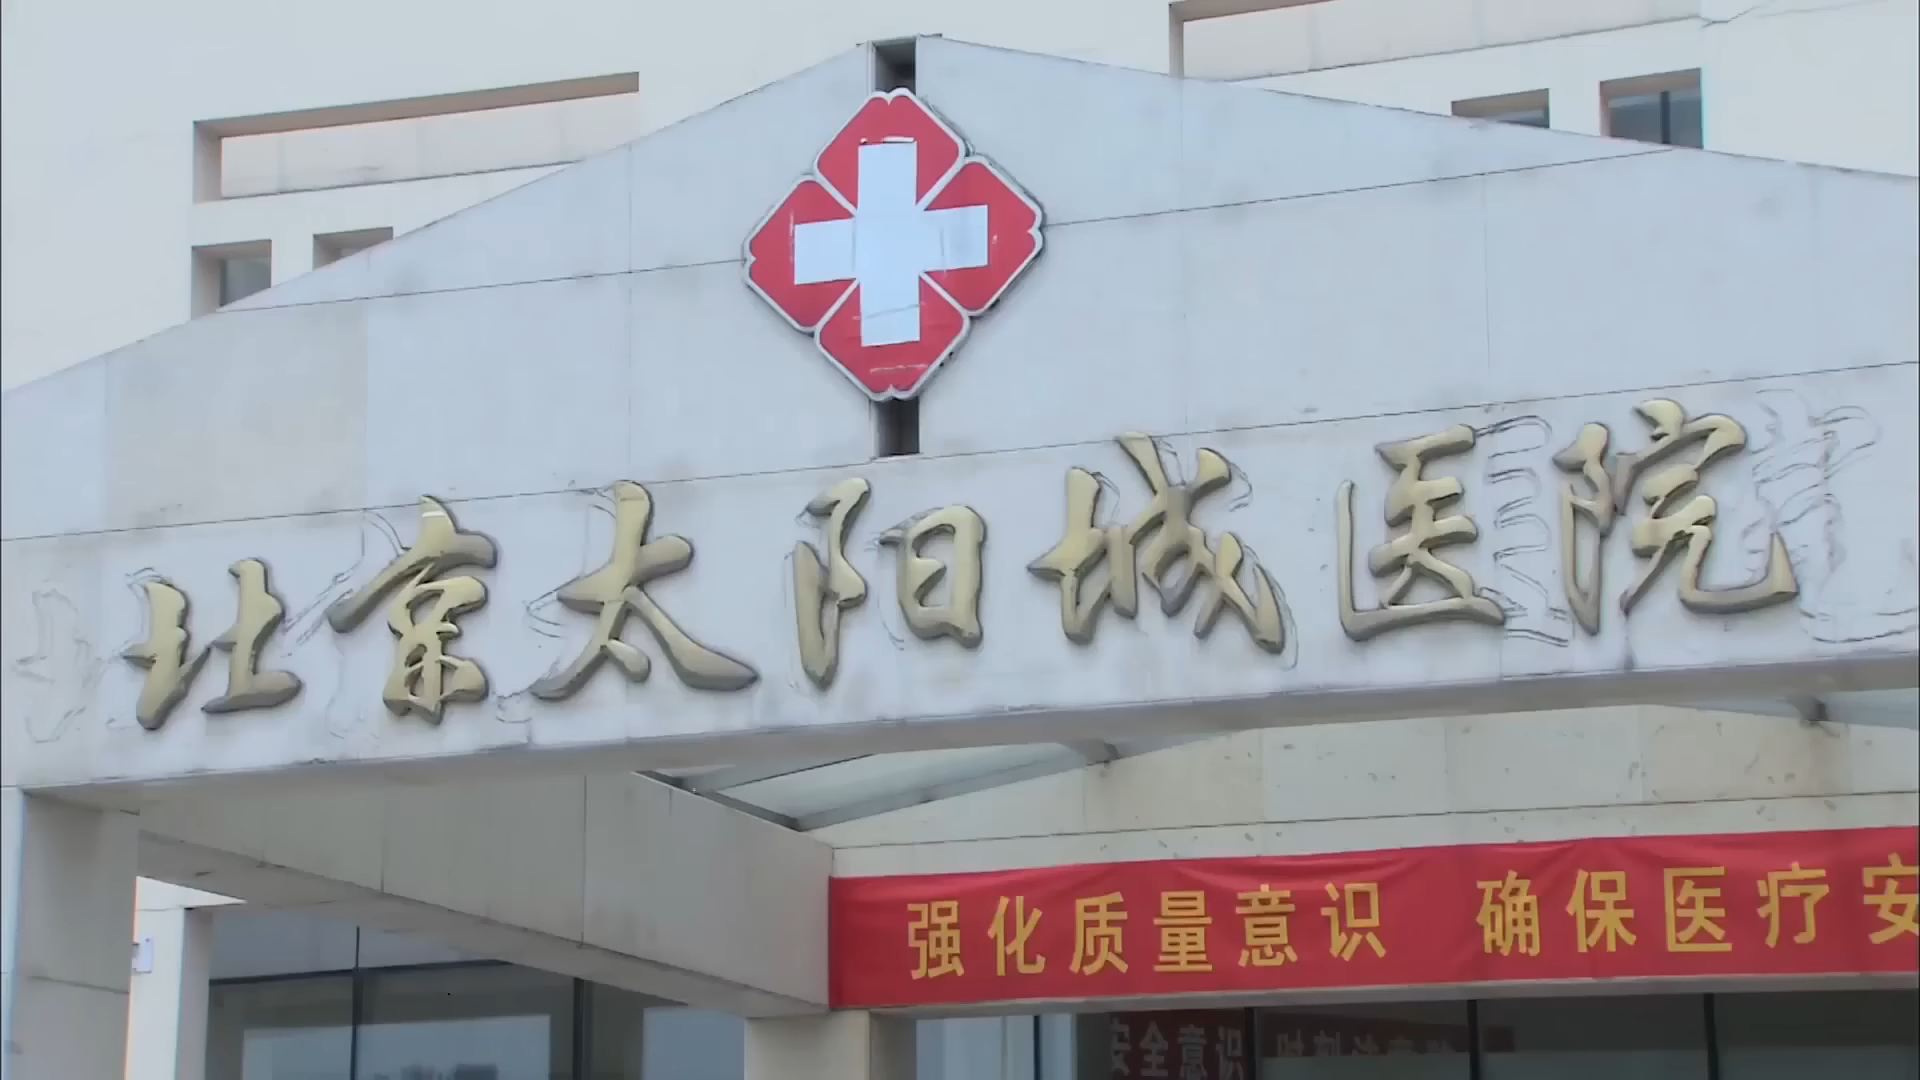 北京太阳城医院
强化质量意识 确保医疗安
安全意识